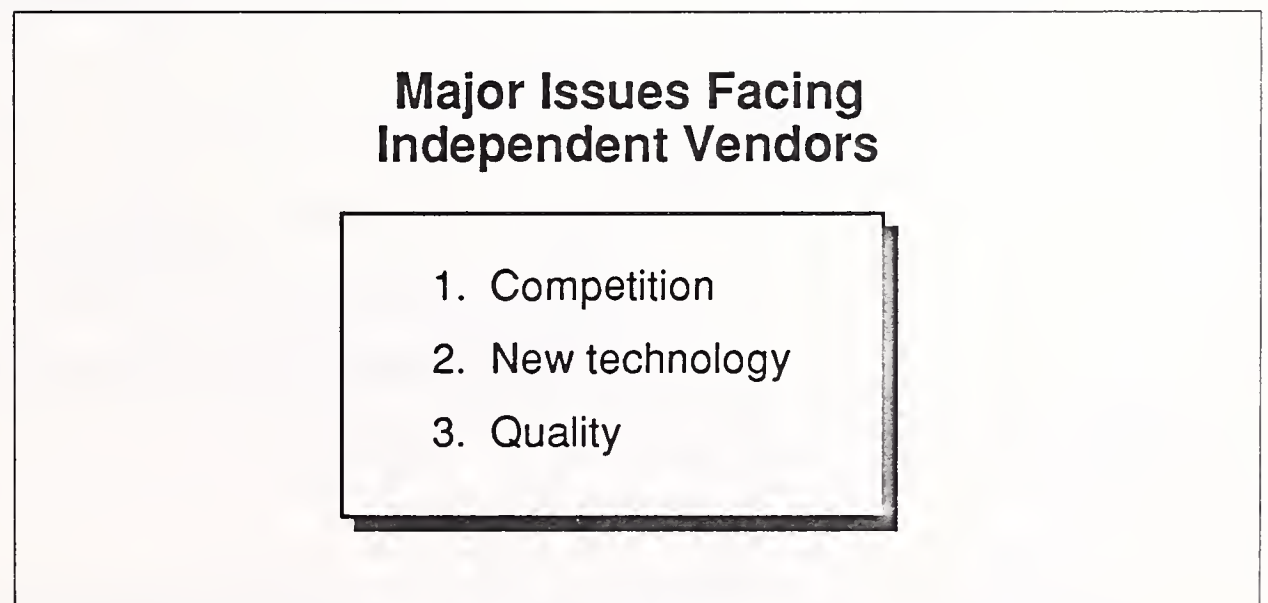 Major Issues Facing
Independent Vendors
1. Competition
2. New technology
3. Quality